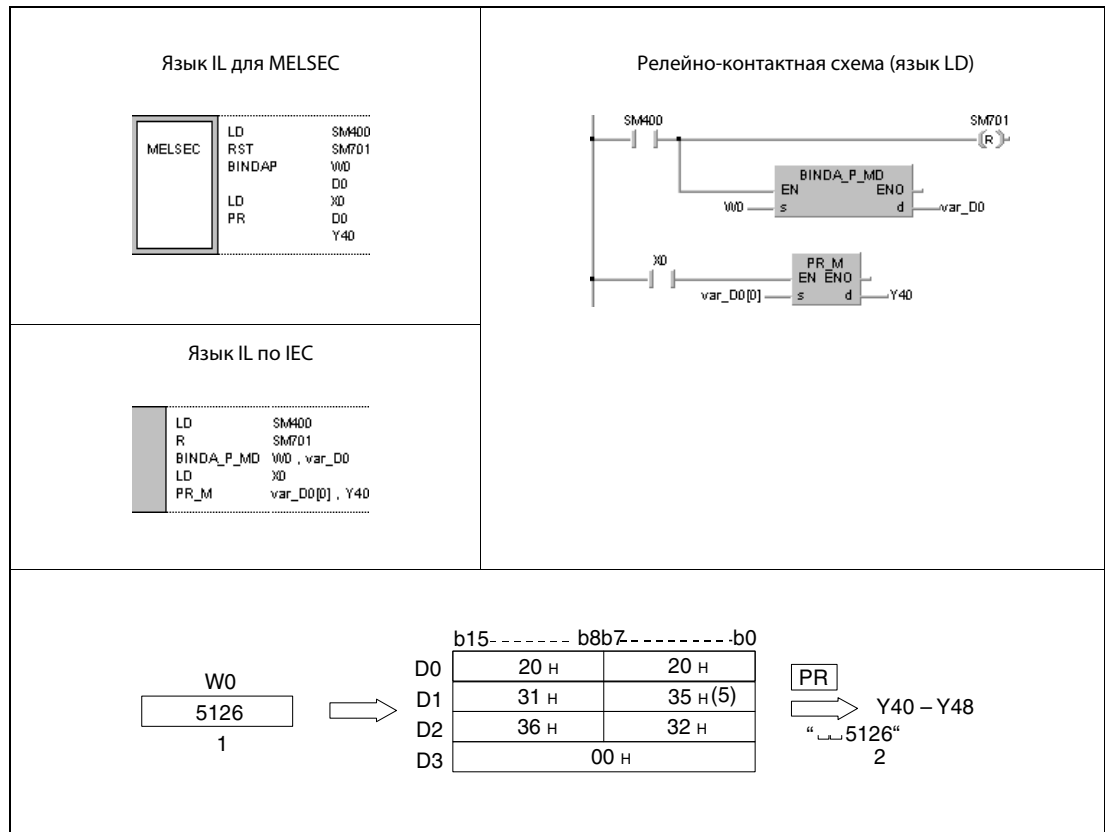 Язык IL для MELSEC
MELSEC
LD SM400
RST SM701
BINDAP W0
D0
LD X0
PR D0
Y40
Релейно-контактная схема (язык LD)
SM400 SM701
( R )
BINDA_P_MD
EN ENO
W0 s d var_D0
X0
PR_M
EN ENO
var_D0[0] s d Y40
Язык IL по IEC
LD SM400
R SM701
BINDA_P_MD W0 , var_D0
LD X0
PR_M var_D0[0] , Y40
b15------- b8b7-----------b0
W0
5126
1
D0 20 H 20 H
D1 31 H 35 H (5)
D2 36 H 32 H
D3 00 H
PR
Y40 – Y48
“ ␣␣5126“
2